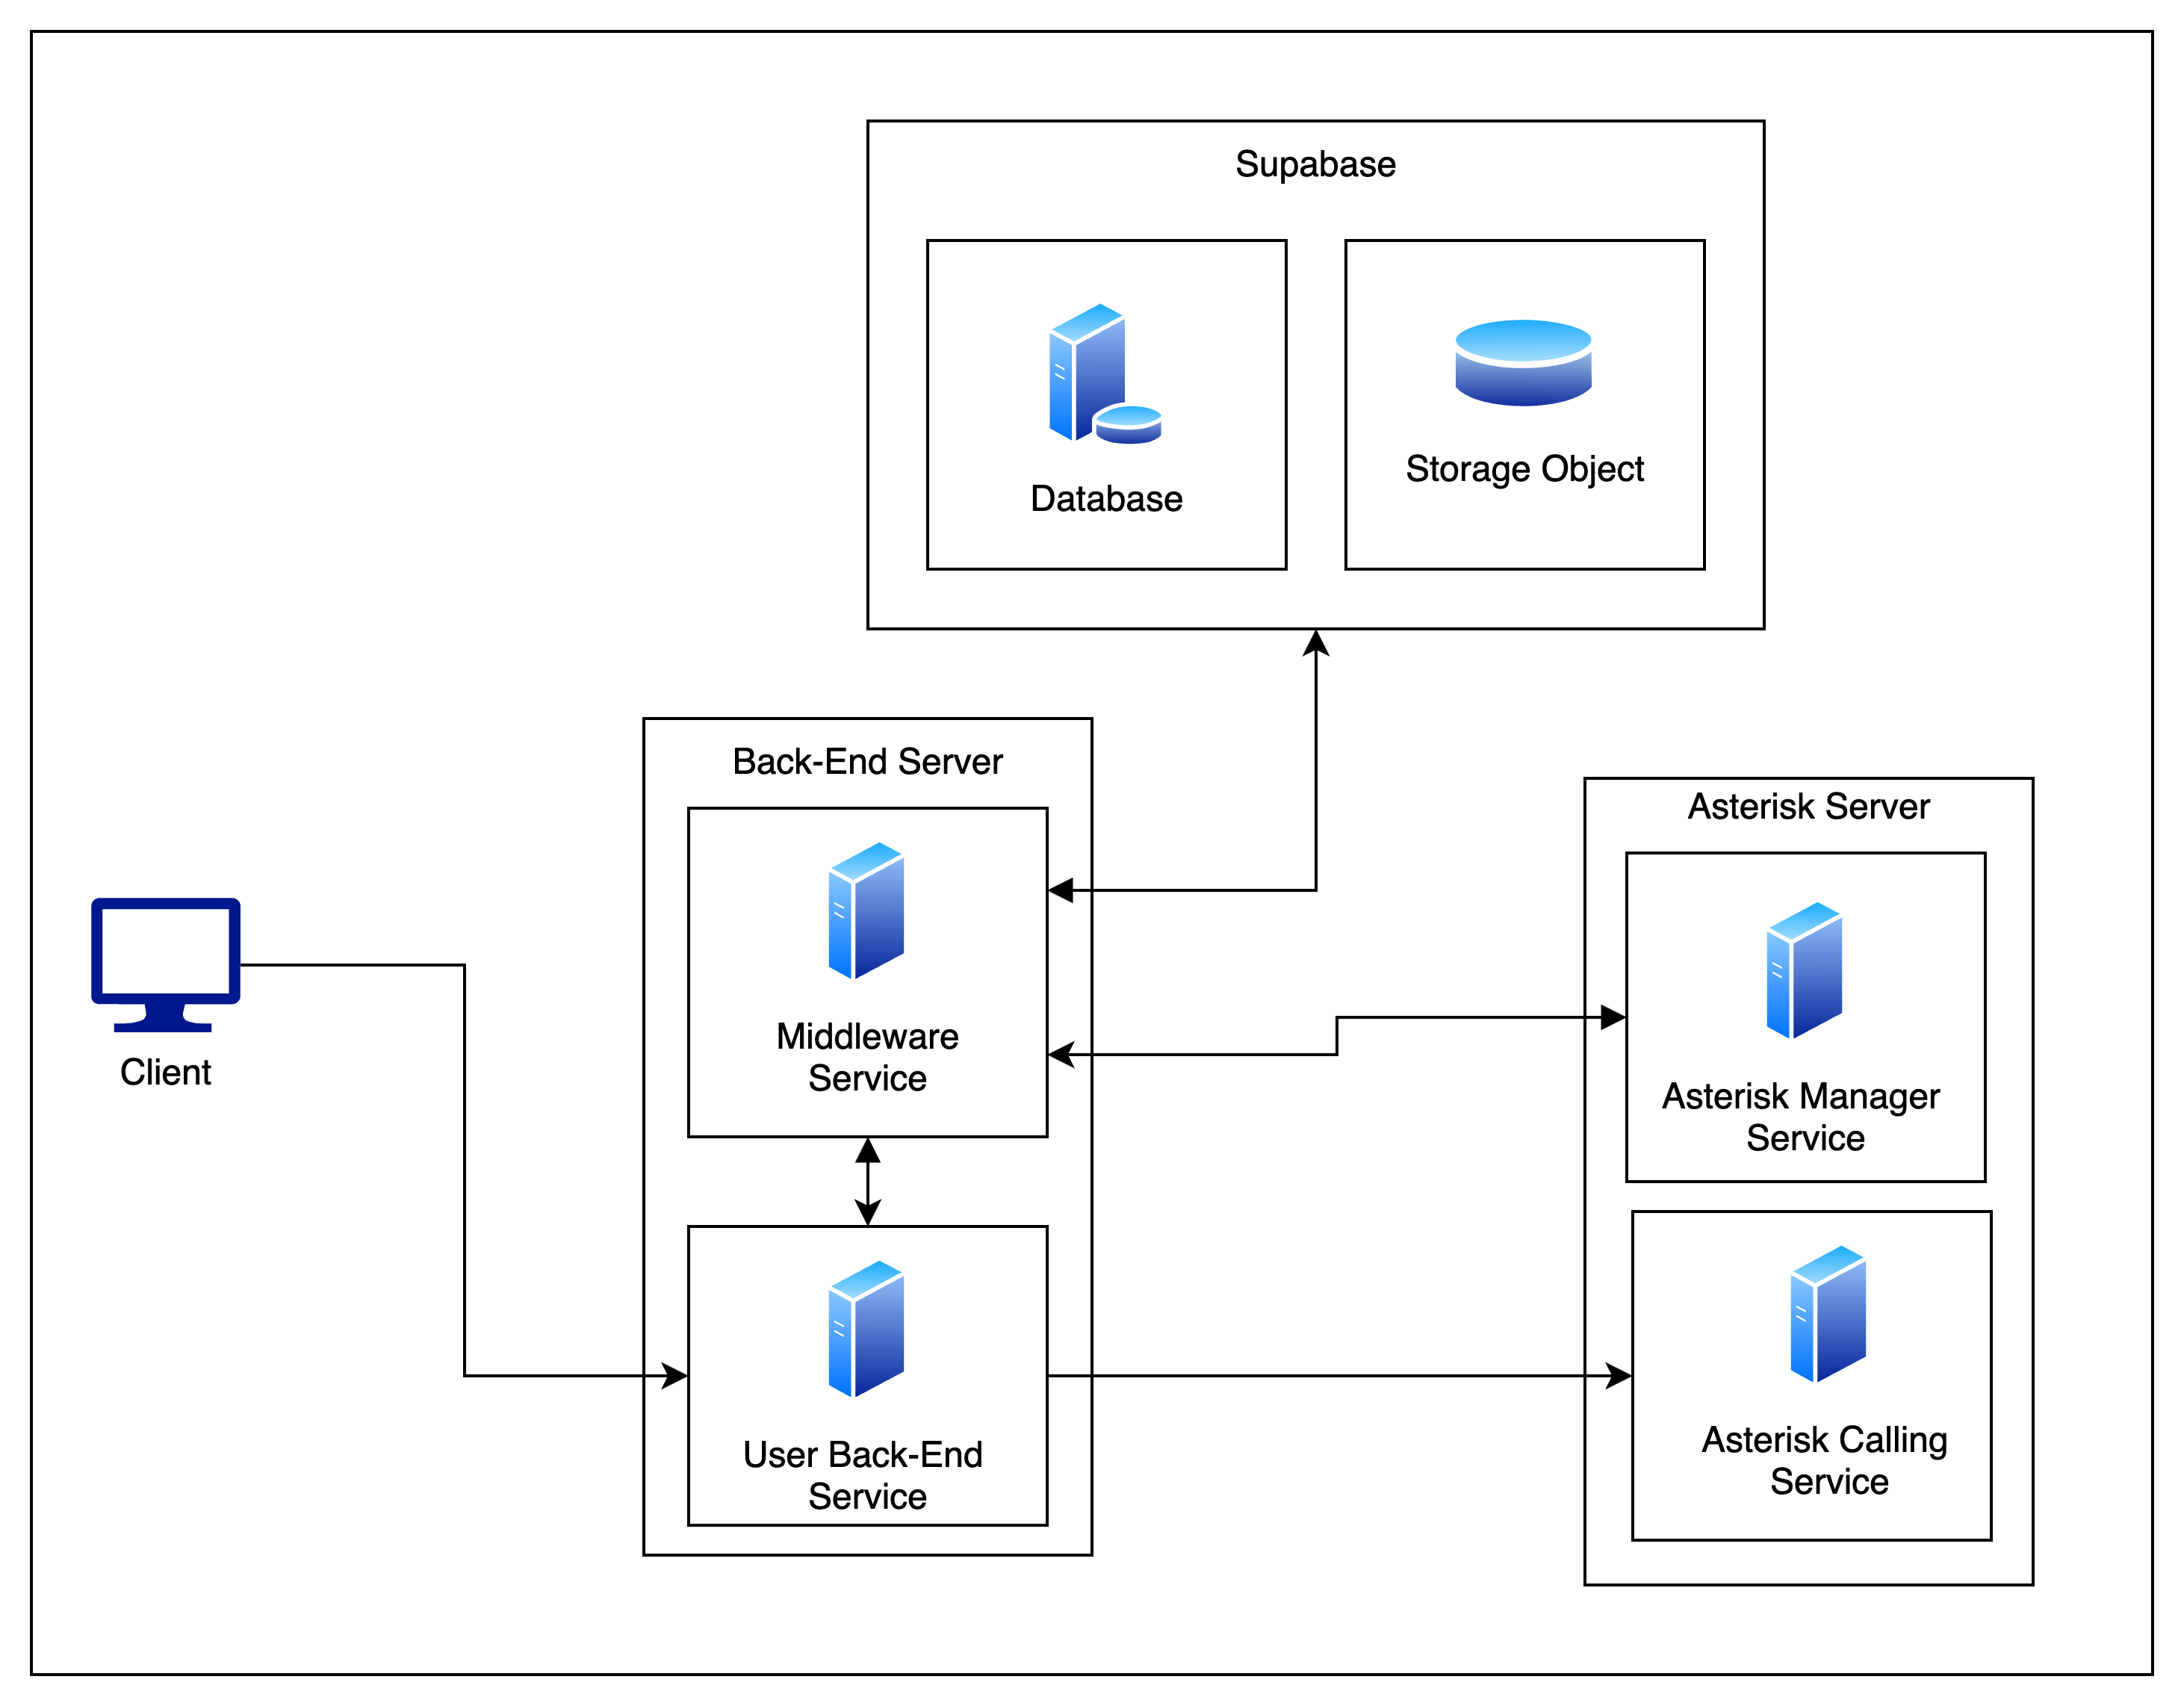 Supabase
Database
Storage Object
Back-End Server
Middleware
Service
User Back-End
Service
Asterisk Server
Asterisk Manager
Service
Asterisk Calling
Service
Client